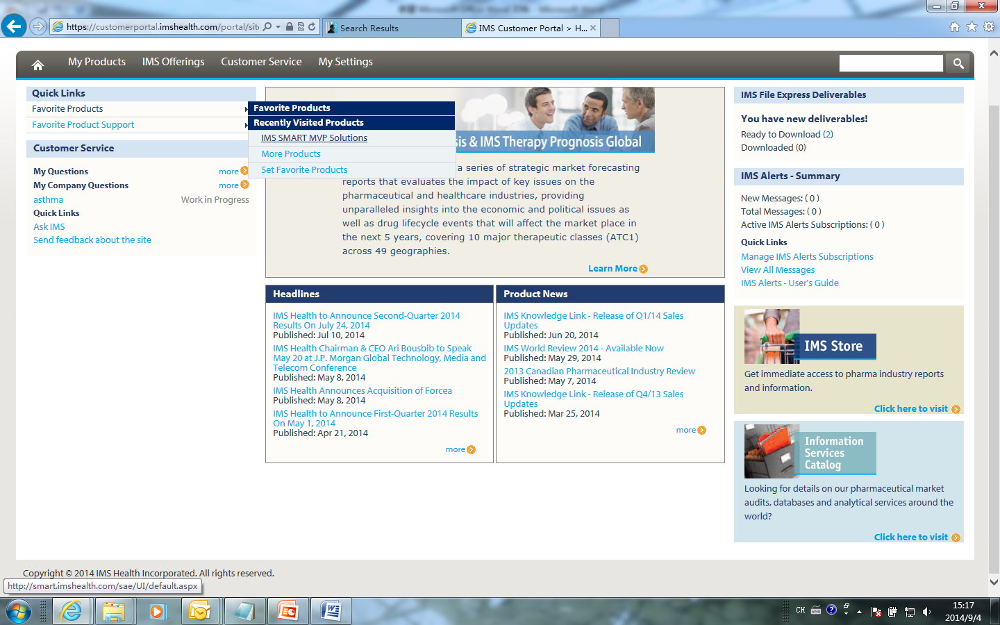 https://customerportal.imshealth.com/portal/sit
Search Results
IMS Customer Portal > H...
My Products
IMS Offerings
Customer Service
My Settings
Quick Links
Favorite Products
Favorite Product Support
Favorite Products
Recently Visited Products
IMS SMART MVP Solutions
More Products
Set Favorite Products
Customer Service
My Questions
more
My Company Questions
more
asthma
Work in Progress
Quick Links
Ask IMS
Send feedback about the site
sis & IMS Therapy Prognosis Global
a series of strategic market forecasting
reports that evaluates the impact of key issues on the
pharmaceutical and healthcare industries, providing
unparalleled insights into the economic and political issues as
well as drug lifecycle events that will affect the market place in
the next 5 years, covering 10 major therapeutic classes (ATC1)
across 49 geographies.
Learn More
Headlines
IMS Health to Announce Second-Quarter 2014
Results On July 24, 2014
Published: Jul 10, 2014
IMS Health Chairman & CEO Ari Bousbib to Speak
May 20 at J.P. Morgan Global Technology, Media and
Telecom Conference
Published: May 8, 2014
IMS Health Announces Acquisition of Forcea
Published: May 8, 2014
IMS Health to Announce First-Quarter 2014 Results
On May 1, 2014
Published: Apr 21, 2014
more
Product News
IMS Knowledge Link - Release of Q1/14 Sales
Updates
Published: Jun 20, 2014
IMS World Review 2014 - Available Now
Published: May 29, 2014
2013 Canadian Pharmaceutical Industry Review
Published: May 7, 2014
IMS Knowledge Link - Release of Q4/13 Sales
Updates
Published: Mar 25, 2014
more
IMS File Express Deliverables
You have new deliverables!
Ready to Download (2)
Downloaded (0)
IMS Alerts - Summary
New Messages: ( 0 )
Total Messages: ( 0 )
Active IMS Alerts Subscriptions: ( 0 )
Quick Links
Manage IMS Alerts Subscriptions
View All Messages
IMS Alerts - User's Guide
IMS Store
Get immediate access to pharma industry reports
and information.
Click here to visit
Information
Services
Catalog
Looking for details on our pharmaceutical market
audits, databases and analytical services around the
world?
Click here to visit
Copyright © 2014 IMS Health Incorporated. All rights reserved.
http://smart.imshealth.com/sae/UI/default.aspx
CH
15:17
2014/9/4